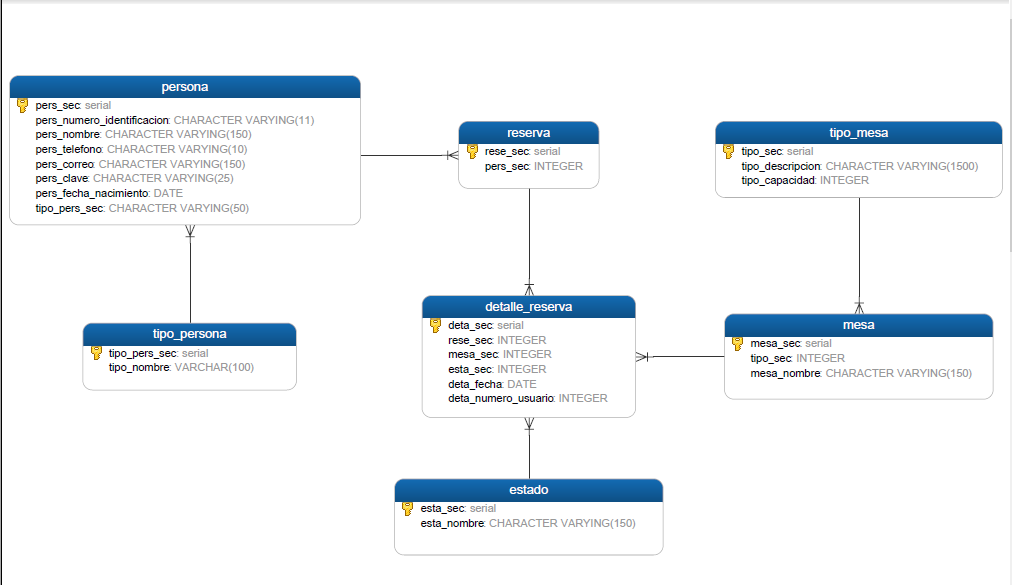 persona
pers_sec: serial
pers_numero_identificacion: CHARACTER VARYING(11)
pers_nombre: CHARACTER VARYING(150)
pers_telefono: CHARACTER VARYING(10)
pers_correo: CHARACTER VARYING(150)
pers_clave: CHARACTER VARYING(25)
pers_fecha_nacimiento: DATE
tipo_pers_sec: CHARACTER VARYING(50)
reserva
rese_sec: serial
pers_sec: INTEGER
tipo_mesa
tipo_sec: serial
tipo_descripcion: CHARACTER VARYING(1500)
tipo_capacidad: INTEGER
tipo_persona
tipo_pers_sec: serial
tipo_nombre: VARCHAR(100)
detalle_reserva
deta_sec: serial
rese_sec: INTEGER
mesa_sec: INTEGER
esta_sec: INTEGER
deta_fecha: DATE
deta_numero_usuario: INTEGER
mesa
mesa_sec: serial
tipo_sec: INTEGER
mesa_nombre: CHARACTER VARYING(150)
estado
esta_sec: serial
esta_nombre: CHARACTER VARYING(150)